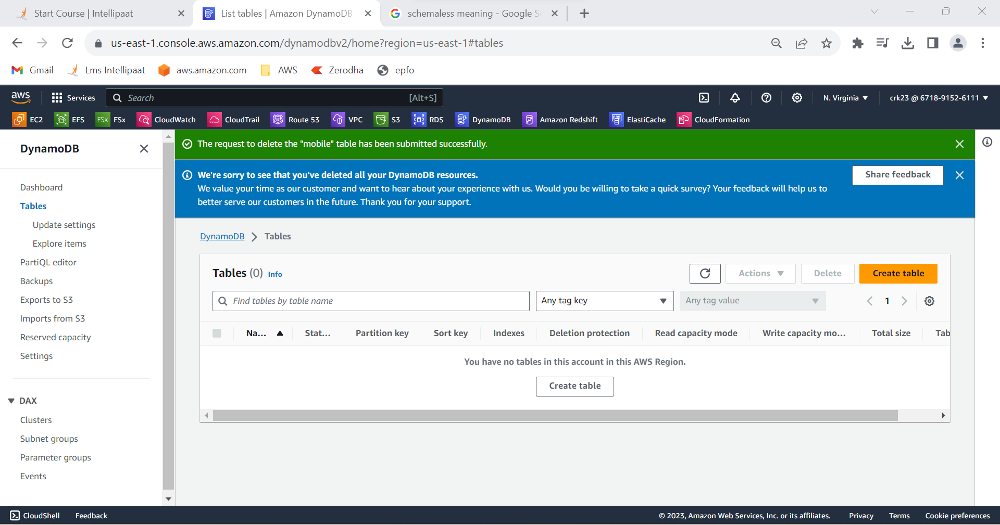 Start Course | Intellipaat
List tables | Amazon DynamoDB
schemaless meaning - Google S
us-east-1.console.aws.amazon.com/dynamodbv2/home?region=us-east-1#tables
Gmail
Lms Intellipaat
aws.amazon.com
AWS
Zerodha
epfo
aws
Services
Search
[Alt+S]
N. Virginia
crk23 @ 6718-9152-6111
EC2
EFS
FSx
FSx
CloudWatch
CloudTrail
Route 53
VPC
S3
RDS
DynamoDB
Amazon Redshift
ElastiCache
CloudFormation
DynamoDB
Dashboard
Tables
Update settings
Explore items
PartiQL editor
Backups
Exports to S3
Imports from S3
Reserved capacity
Settings
DAX
Clusters
Subnet groups
Parameter groups
Events
The request to delete the "mobile" table has been submitted successfully.
We're sorry to see that you've deleted all your DynamoDB resources.
We value your time as our customer and want to hear about your experience with us. Would you be willing to take a quick survey? Your feedback will help us to
better serve our customers in the future. Thank you for your support.
Share feedback
DynamoDB
Tables
Tables (0) Info
Actions
Delete
Create table
Find tables by table name
Any tag key
Any tag value
1
Na...
Stat...
Partition key
Sort key
Indexes
Deletion protection
Read capacity mode
Write capacity mo...
Total size
Tab
You have no tables in this account in this AWS Region.
Create table
CloudShell
Feedback
© 2023, Amazon Web Services, Inc. or its affiliates.
Privacy
Terms
Cookie preferences